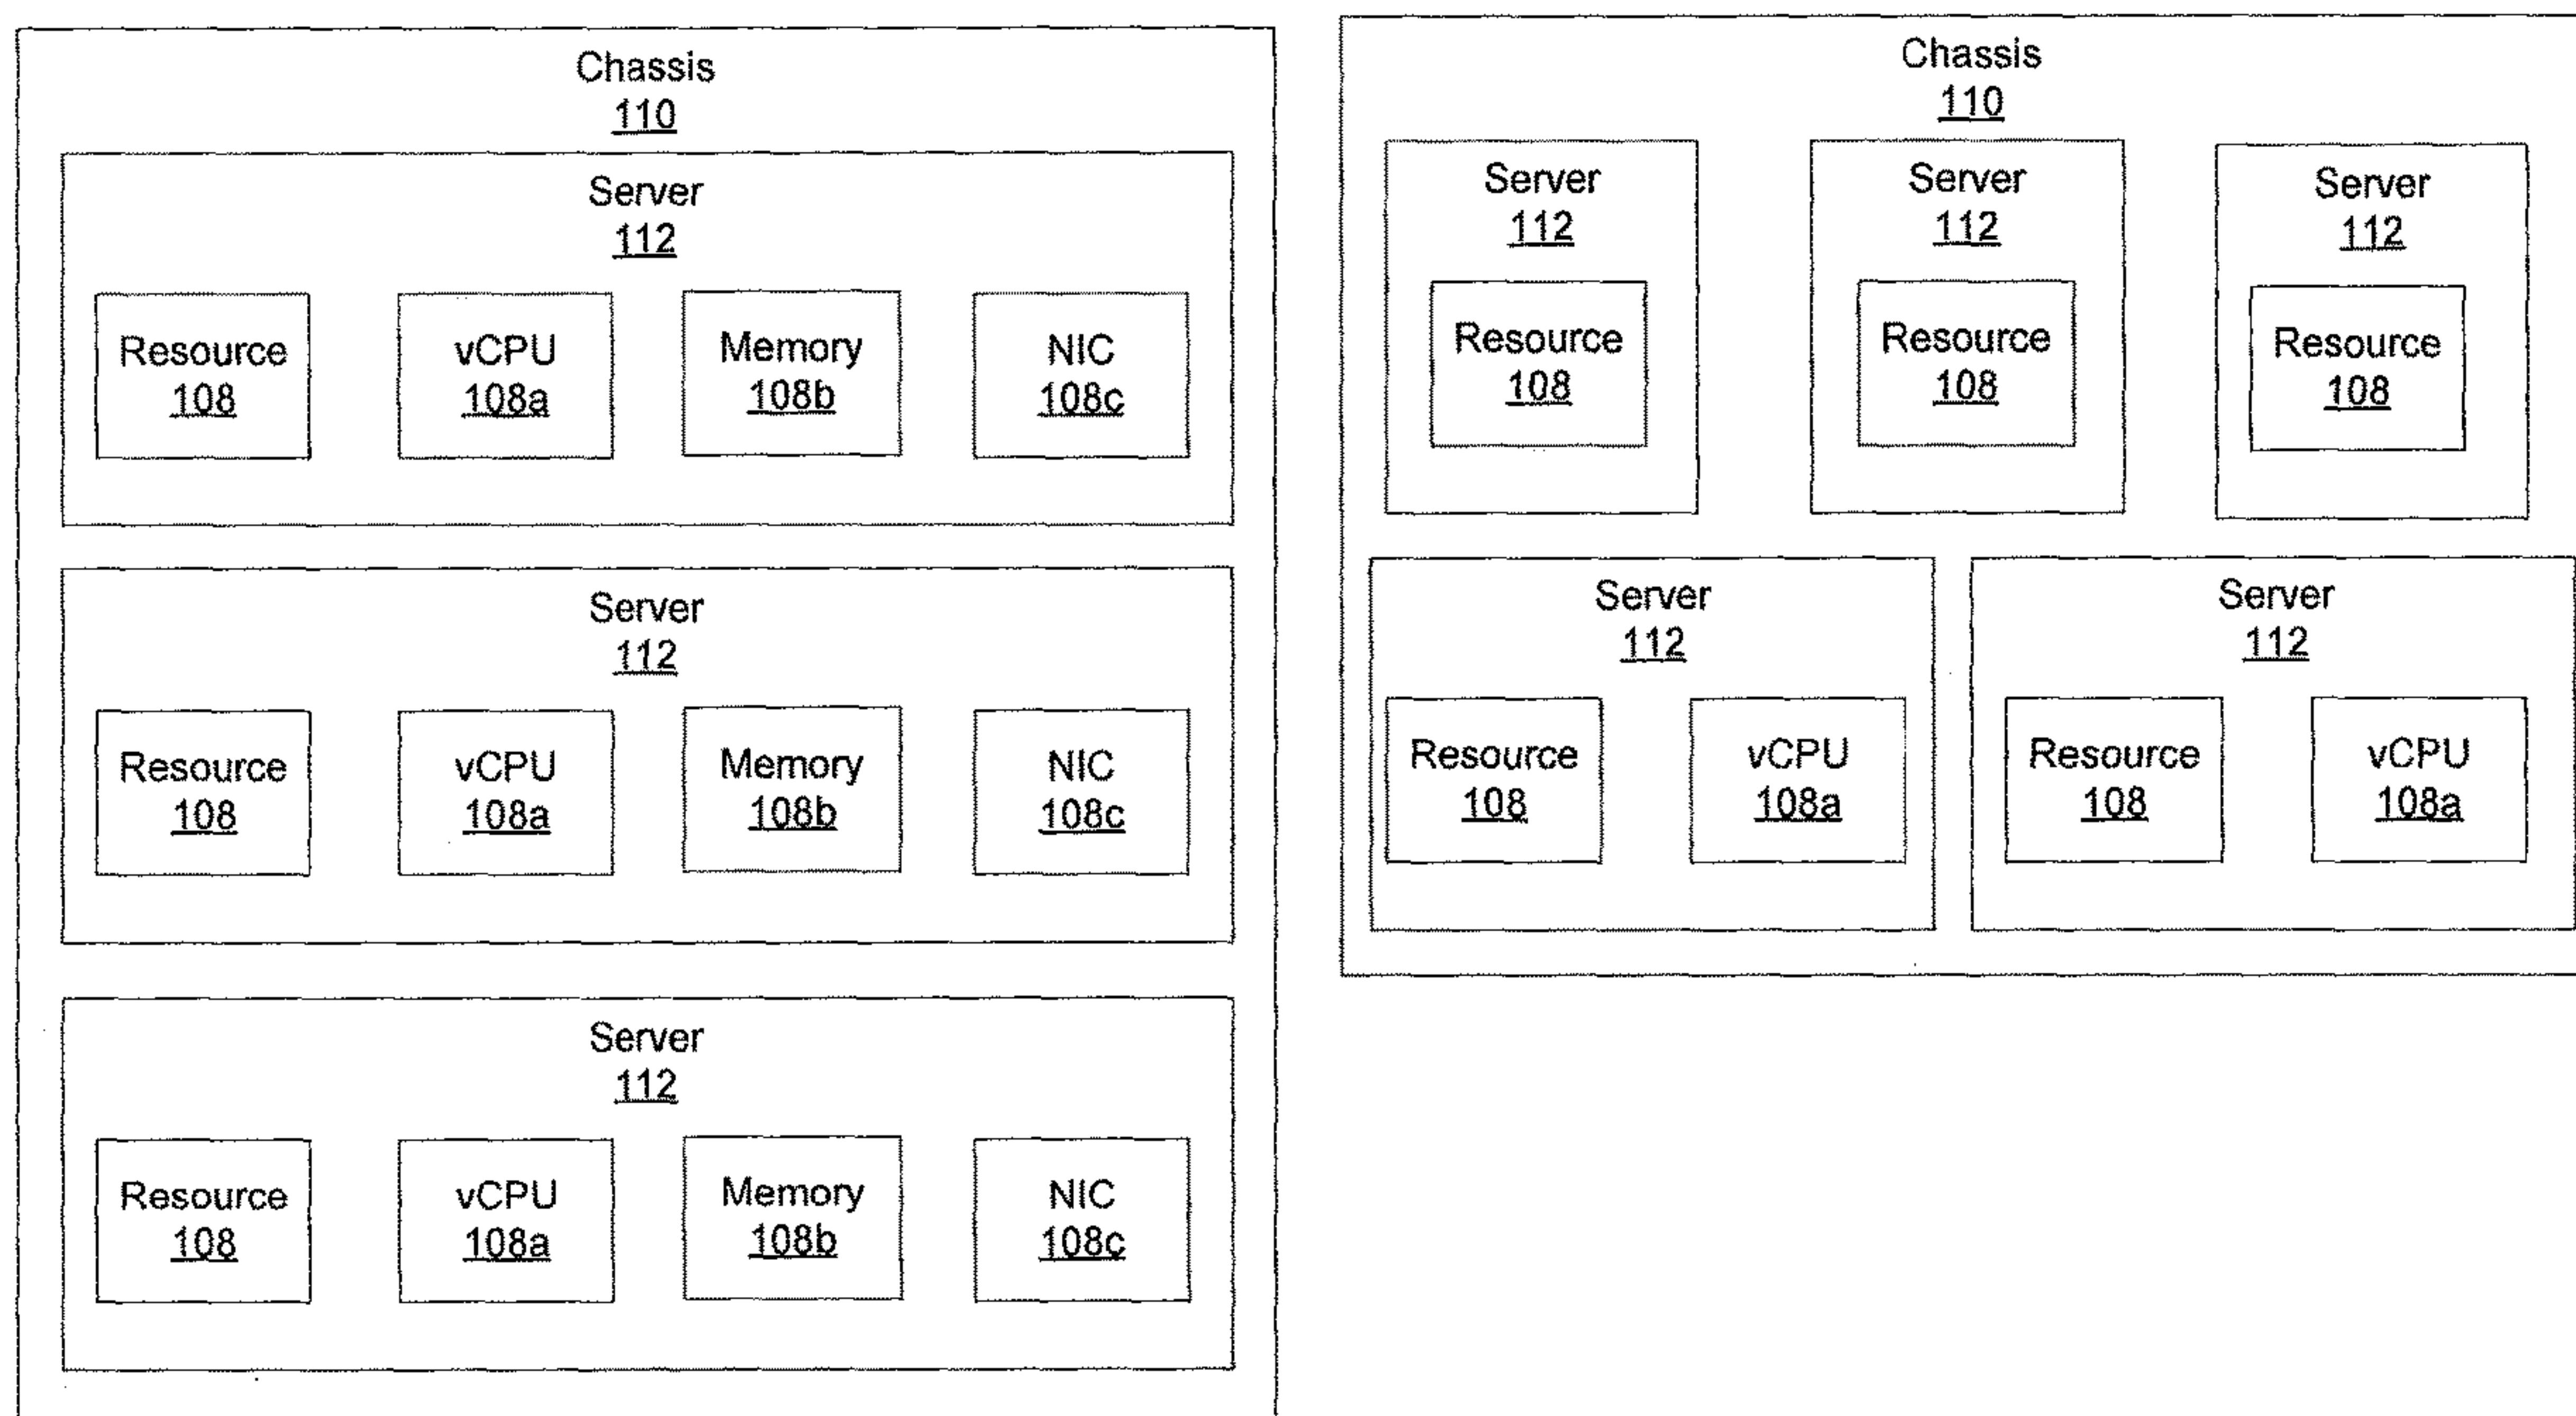 Chassis
110
Server
112
Resource
108
vCPU
108a
Memory
108b
NIC
108c
Server
112
Resource
108
vCPU
108a
Memory
108b
NIC
108c
Server
112
Resource
108
vCPU
108a
Memory
108b
NIC
108c
Chassis
110
Server
112
Resource
108
Server
112
Resource
108
Server
112
Resource
108
Server
112
Resource
108
vCPU
108a
Server
112
Resource
108
vCPU
108a